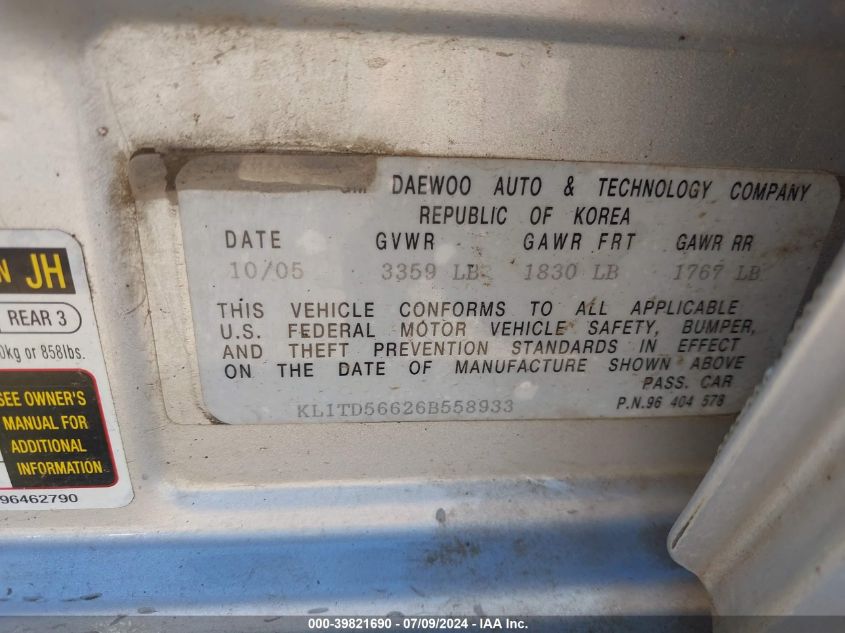 GM DAEWOO AUTO & TECHNOLOGY COMPANY
REPUBLIC OF KOREA
DATE GVWR GAWR FRT GAWR RR
10/05 3359 LB 1830 LB 1767 LB
THIS VEHICLE CONFORMS TO ALL APPLICABLE
U.S. FEDERAL MOTOR VEHICLE SAFETY, BUMPER,
AND THEFT PREVENTION STANDARDS IN EFFECT
ON THE DATE OF MANUFACTURE SHOWN ABOVE
PASS. CAR
KL1TD56626B558933 P.N.96 404 578
JH
REAR 3
or 858lbs.
SEE OWNER'S
MANUAL FOR
ADDITIONAL
INFORMATION
96462790
000-39821690 - 07/09/2024 - IAA Inc.